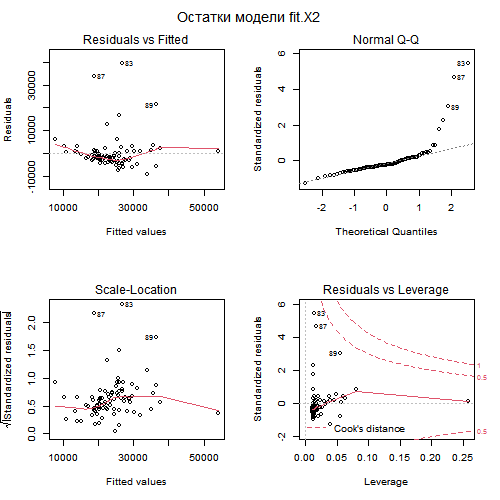 Остатки модели fit.X2
Residuals vs Fitted
Residuals
-10000 10000 40000
83
87
89
10000 30000 50000
Fitted values
Normal Q-Q
Standardized residuals
0 2 4 6
83
87
89
-2 -1 0 1 2
Theoretical Quantiles
Scale-Location
√|Standardized residuals|
0.0 0.5 1.0 1.5 2.0
83
87
89
10000 30000 50000
Fitted values
Residuals vs Leverage
Standardized residuals
-2 0 2 4 6
83
87
89
1
0.5
0.5
Cook's distance
0.00 0.05 0.10 0.15 0.20 0.25
Leverage